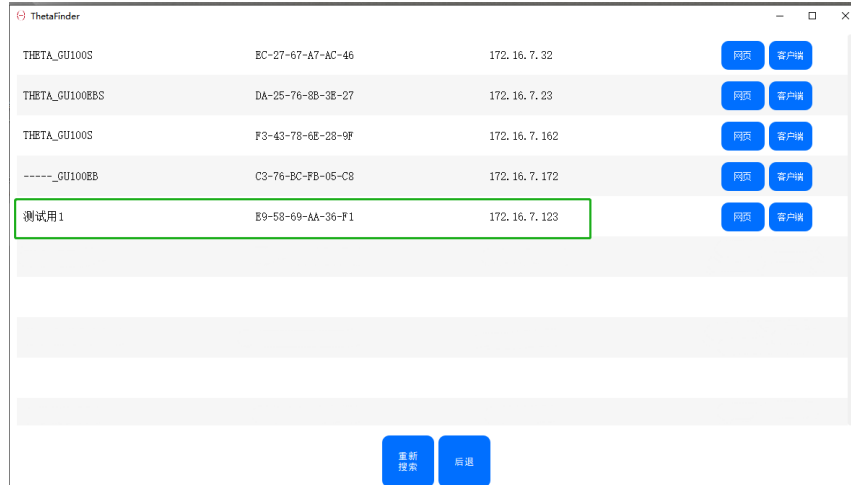 ThetaFinder
THETA_GU100S EC-27-67-A7-AC-46 172.16.7.32 网页 客户端
THETA_GU100EBS DA-25-76-8B-3E-27 172.16.7.23 网页 客户端
THETA_GU100S F3-43-78-6E-28-9F 172.16.7.162 网页 客户端
-----_GU100EB C3-76-BC-FB-05-C8 172.16.7.172 网页 客户端
测试用1 E9-58-69-AA-36-F1 172.16.7.123 网页 客户端
重新
搜索
后退